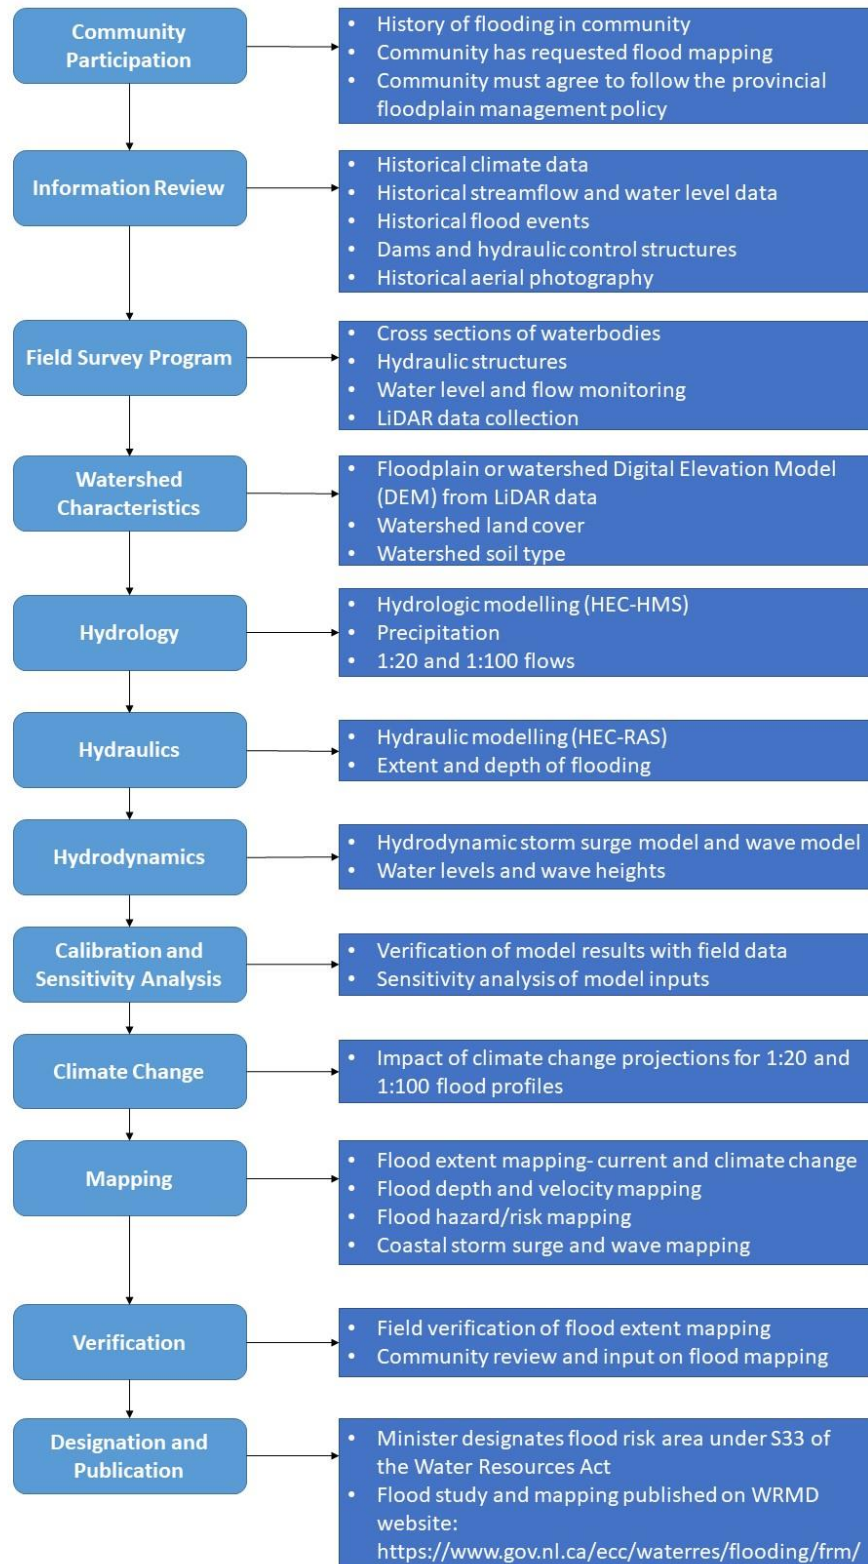 Community
Participation
• History of flooding in community
• Community has requested flood mapping
• Community must agree to follow the provincial
floodplain management policy
Information Review
• Historical climate data
• Historical streamflow and water level data
• Historical flood events
• Dams and hydraulic control structures
• Historical aerial photography
Field Survey Program
• Cross sections of waterbodies
• Hydraulic structures
• Water level and flow monitoring
• LiDAR data collection
Watershed
Characteristics
• Floodplain or watershed Digital Elevation Model
(DEM) from LiDAR data
• Watershed land cover
• Watershed soil type
Hydrology
• Hydrologic modelling (HEC-HMS)
• Precipitation
• 1:20 and 1:100 flows
Hydraulics
• Hydraulic modelling (HEC-RAS)
• Extent and depth of flooding
Hydrodynamics
• Hydrodynamic storm surge model and wave model
• Water levels and wave heights
Calibration and
Sensitivity Analysis
• Verification of model results with field data
• Sensitivity analysis of model inputs
Climate Change
• Impact of climate change projections for 1:20 and
1:100 flood profiles
Mapping
• Flood extent mapping- current and climate change
• Flood depth and velocity mapping
• Flood hazard/risk mapping
• Coastal storm surge and wave mapping
Verification
• Field verification of flood extent mapping
• Community review and input on flood mapping
Designation and
Publication
• Minister designates flood risk area under S33 of
the Water Resources Act
• Flood study and mapping published on WRMD
website:
https://www.gov.nl.ca/ecc/waterres/flooding/frm/